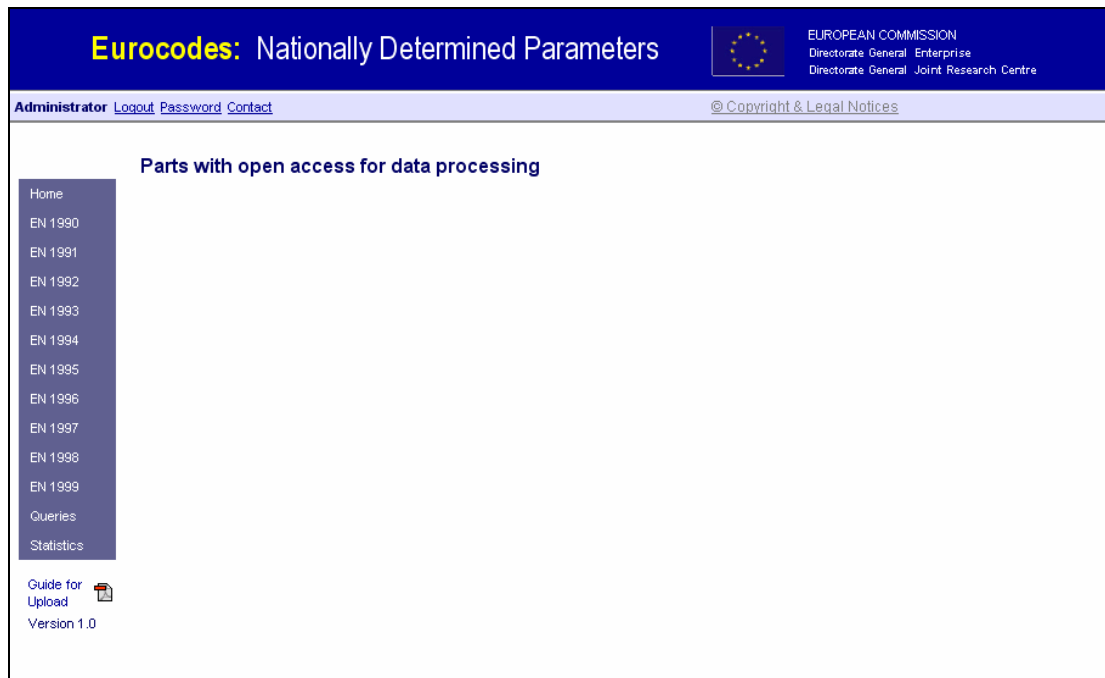 Eurocodes: Nationally Determined Parameters
EUROPEAN COMMISSION
Directorate General Enterprise
Directorate General Joint Research Centre
Administrator Logout Password Contact
© Copyright & Legal Notices
Parts with open access for data processing
Home
EN 1990
EN 1991
EN 1992
EN 1993
EN 1994
EN 1995
EN 1996
EN 1997
EN 1998
EN 1999
Queries
Statistics
Guide for
Upload
Version 1.0